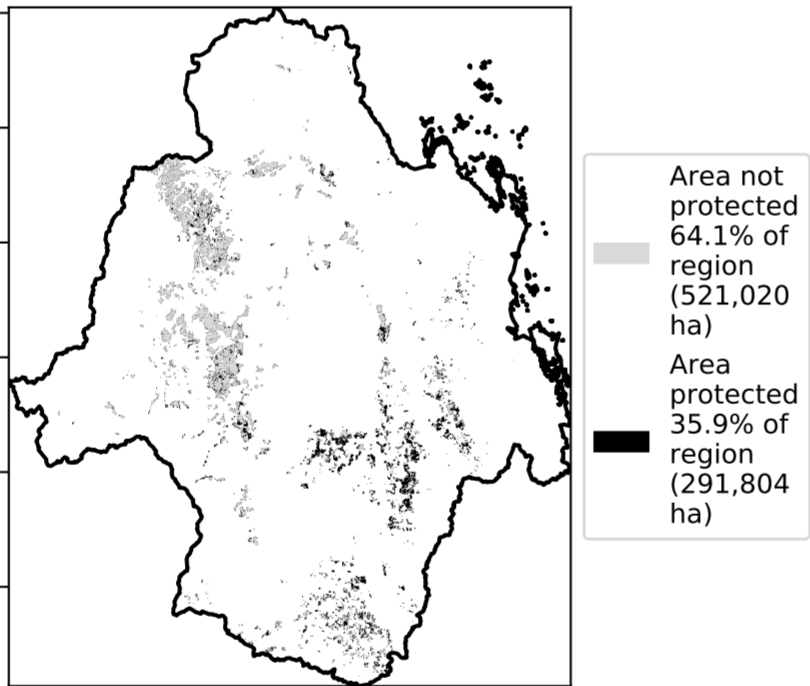 Area not
protected
64.1% of
region
(521,020
ha)
Area
protected
35.9% of
region
(291,804
ha)